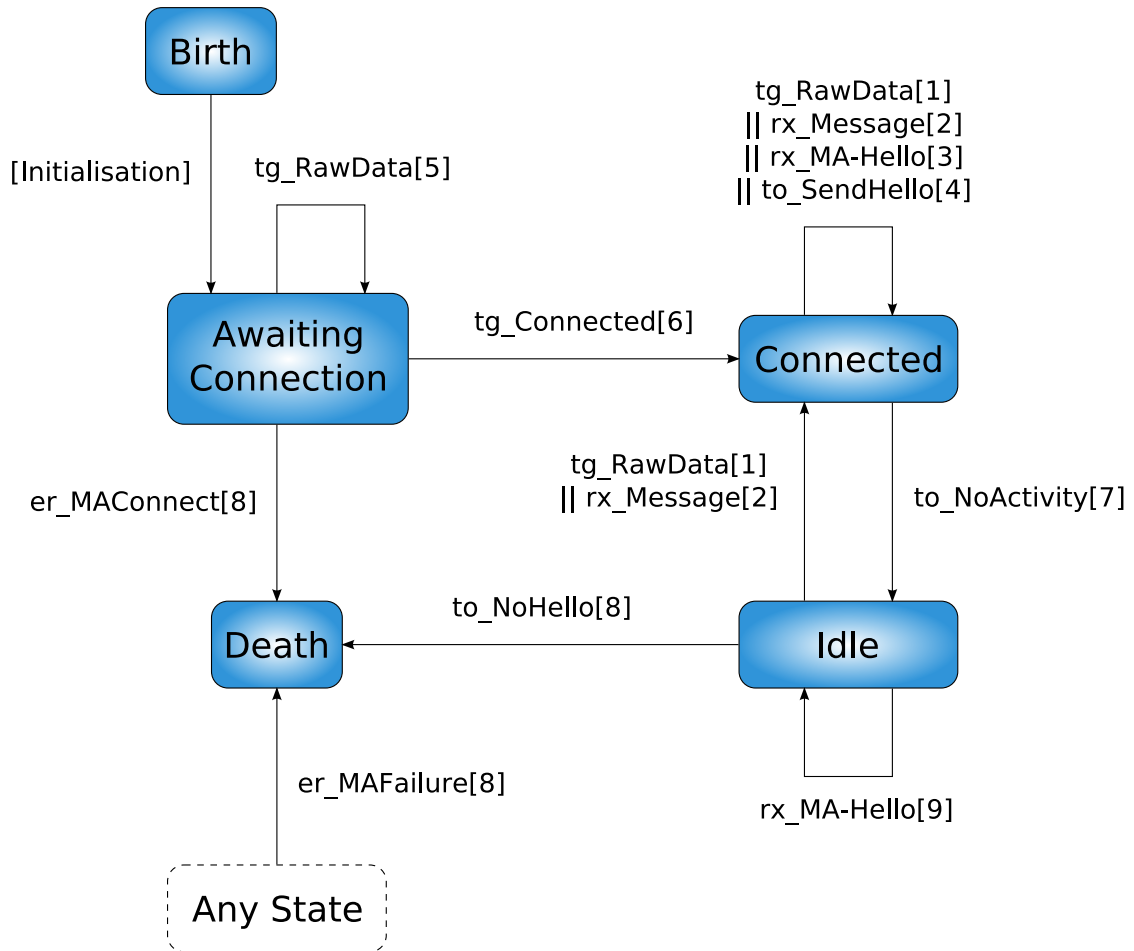 Birth
[Initialisation]
tg_RawData[5]
tg_RawData[1]
|| rx_Message[2]
|| rx_MA-Hello[3]
|| to_SendHello[4]
Awaiting
Connection
tg_Connected[6]
Connected
er_MAConnect[8]
tg_RawData[1]
|| rx_Message[2]
to_NoActivity[7]
Death
to_NoHello[8]
Idle
er_MAFailure[8]
rx_MA-Hello[9]
Any State